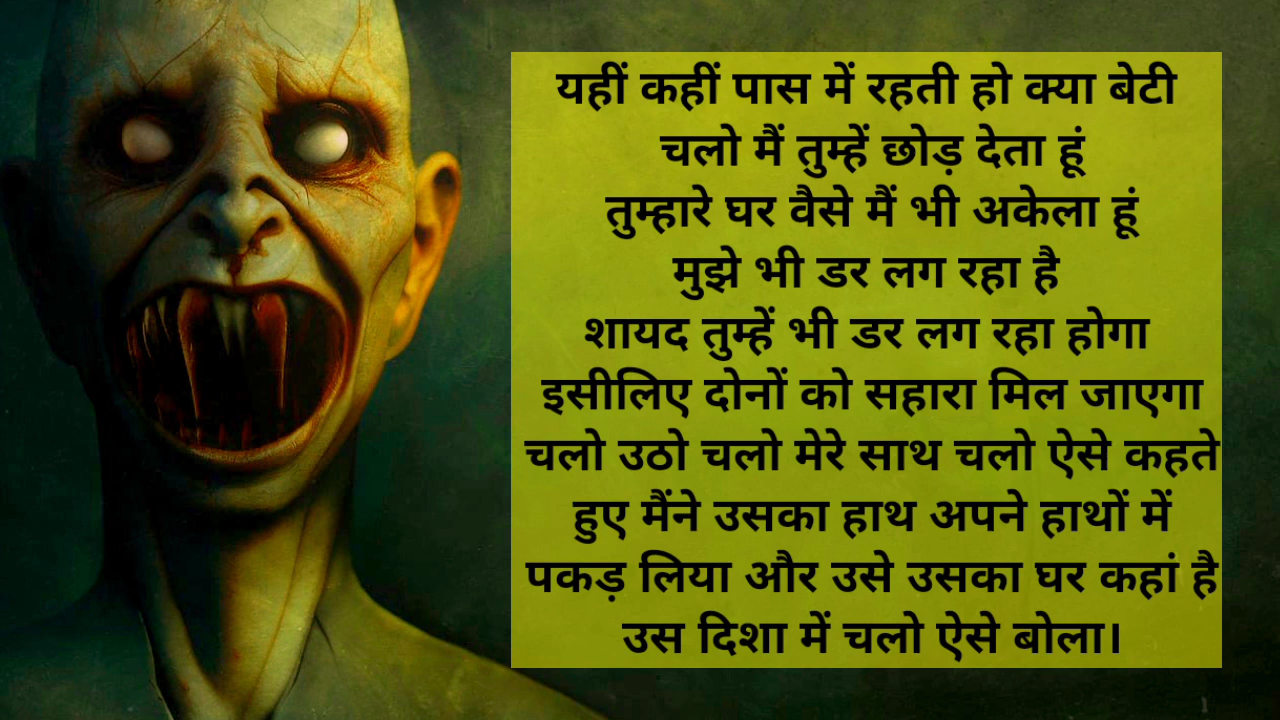 यहीं कहीं पास में रहती हो क्या बेटी
चलो मैं तुम्हें छोड़ देता हूं
तुम्हारे घर वैसे मैं भी अकेला हूं
मुझे भी डर लग रहा है
शायद तुम्हें भी डर लग रहा होगा
इसीलिए दोनों को सहारा मिल जाएगा
चलो उठो चलो मेरे साथ चलो ऐसे कहते
हुए मैंने उसका हाथ अपने हाथों में
पकड़ लिया और उसे उसका घर कहां है
उस दिशा में चलो ऐसे बोला।